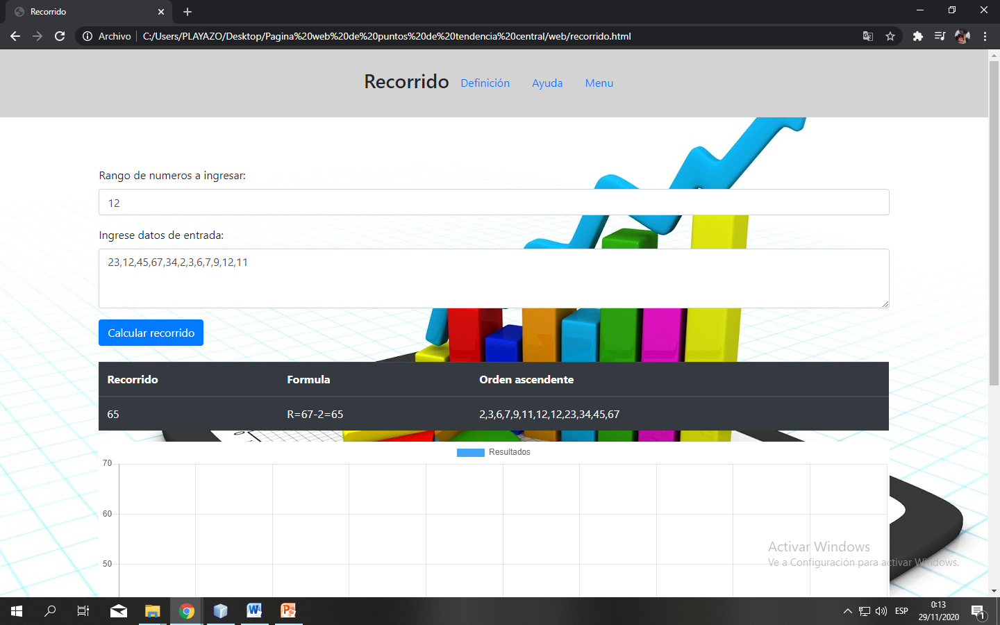 Recorrido
Archivo C:/Users/PLAYAZO/Desktop/Pagina%20web%20de%20puntos%20de%20tendencia%20central/web/recorrido.html
Recorrido Definición Ayuda Menu
Rango de numeros a ingresar:
12
Ingrese datos de entrada:
23,12,45,67,34,2,3,6,7,9,12,11
Calcular recorrido
Recorrido Formula Orden ascendente
65 R=67-2=65 2,3,6,7,9,11,12,12,23,34,45,67
Resultados
70
60
50
Activar Windows
Ve a Configuración para activar Windows.
ESP
0:13
29/11/2020
1